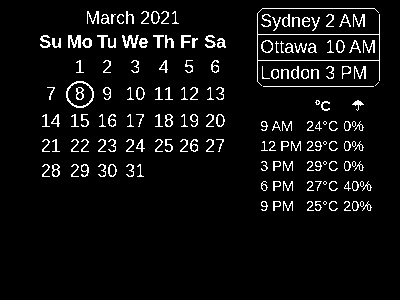 March 2021
Su Mo Tu We Th Fr Sa
1 2 3 4 5 6
7 8 9 10 11 12 13
14 15 16 17 18 19 20
21 22 23 24 25 26 27
28 29 30 31
Sydney 2 AM
Ottawa 10 AM
London 3 PM
°C ☂
9 AM 24°C 0%
12 PM 29°C 0%
3 PM 29°C 0%
6 PM 27°C 40%
9 PM 25°C 20%